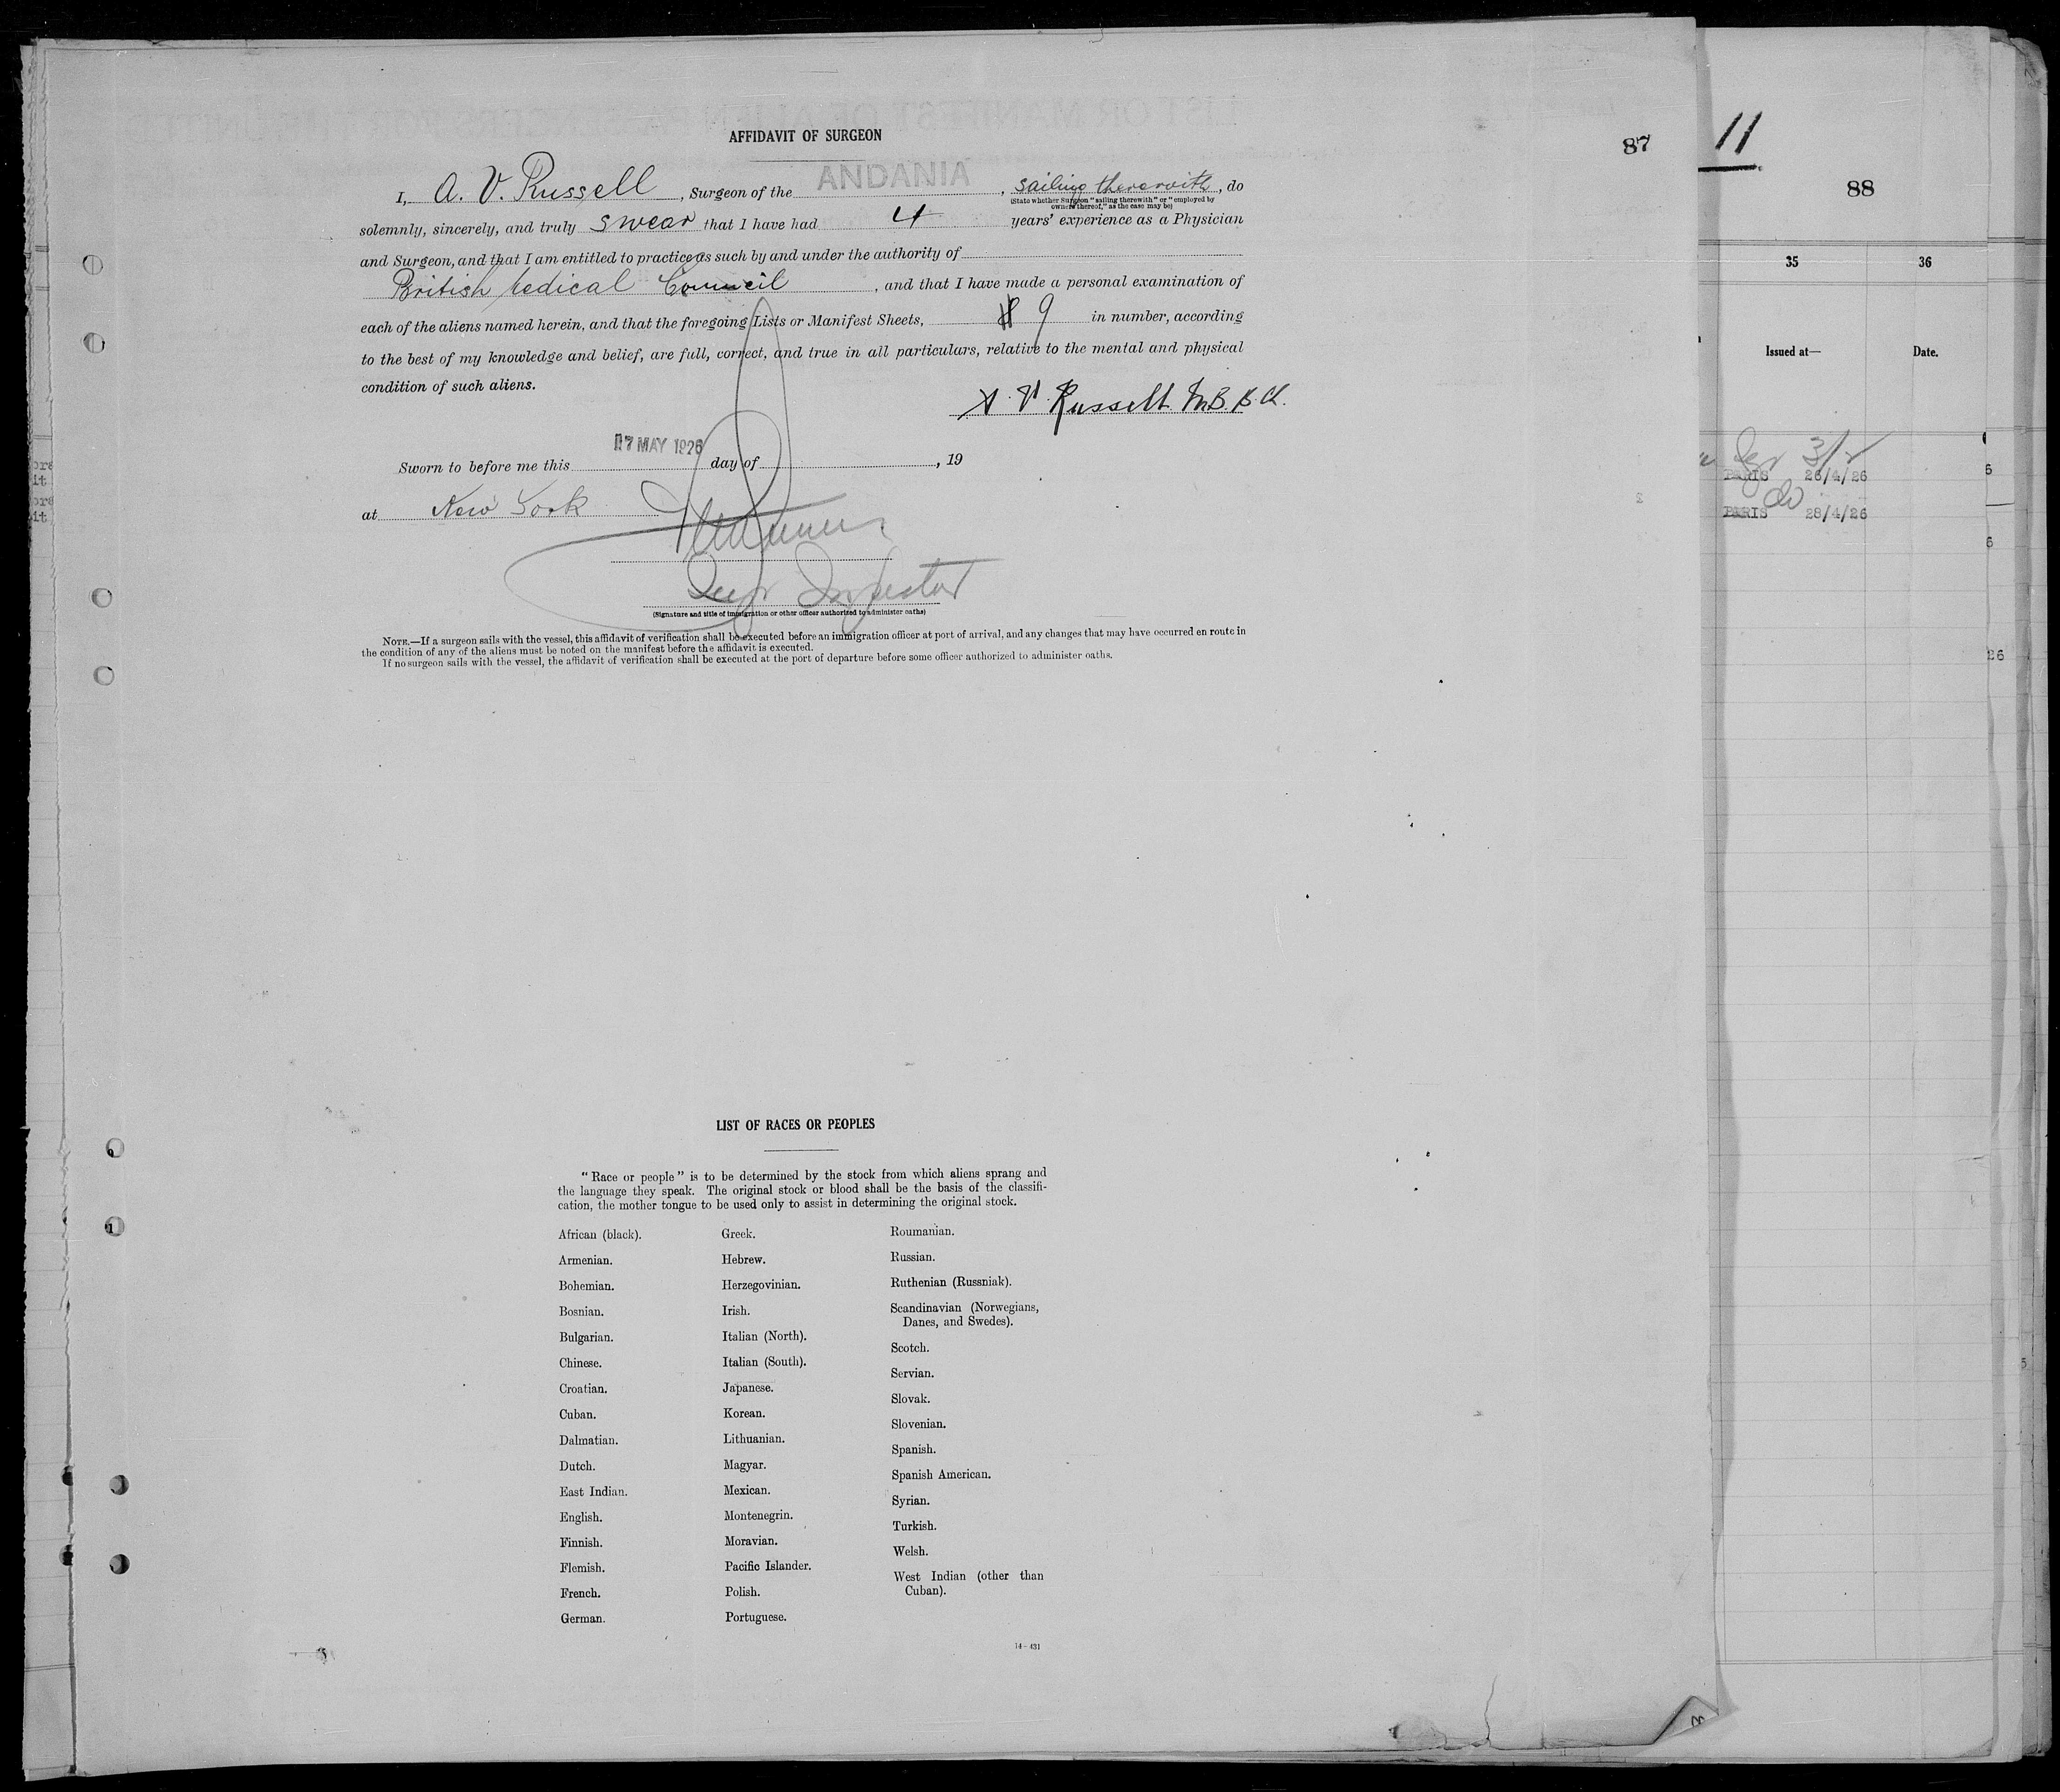 AFFIDAVIT OF SURGEON
87
11
88
I, A. V. Russell, Surgeon of the ANDANIA, sailing therewith, do
(State whether Surgeon "sailing therewith" or "employed by
owners thereof," as the case may be)
solemnly, sincerely, and truly swear that I have had 4 years' experience as a Physician
and Surgeon, and that I am entitled to practice as such by and under the authority of
British Medical Council, and that I have made a personal examination of
each of the aliens named herein, and that the foregoing Lists or Manifest Sheets, 9 in number, according
to the best of my knowledge and belief, are full, correct, and true in all particulars, relative to the mental and physical
condition of such aliens.
A. V. Russell M.B. B.Ch.
17 MAY 1926
Sworn to before me this day of , 19
at New York
Inspector
(Signature and title of immigration or other officer authorized to administer oaths)
NOTE.—If a surgeon sails with the vessel, this affidavit of verification shall be executed before an immigration officer at port of arrival, and any changes that may have occurred en route in
the condition of any of the aliens must be noted on the manifest before the affidavit is executed.
If no surgeon sails with the vessel, the affidavit of verification shall be executed at the port of departure before some officer authorized to administer oaths.
LIST OF RACES OR PEOPLES
"Race or people" is to be determined by the stock from which aliens sprang and
the language they speak. The original stock or blood shall be the basis of the classifi-
cation, the mother tongue to be used only to assist in determining the original stock.
African (black).
Armenian.
Bohemian.
Bosnian.
Bulgarian.
Chinese.
Croatian.
Cuban.
Dalmatian.
Dutch.
East Indian.
English.
Finnish.
Flemish.
French.
German.
Greek.
Hebrew.
Herzegovinian.
Irish.
Italian (North).
Italian (South).
Japanese.
Korean.
Lithuanian.
Magyar.
Mexican.
Montenegrin.
Moravian.
Pacific Islander.
Polish.
Portuguese.
Roumanian.
Russian.
Ruthenian (Russniak).
Scandinavian (Norwegians,
Danes, and Swedes).
Scotch.
Servian.
Slovak.
Slovenian.
Spanish.
Spanish American.
Syrian.
Turkish.
Welsh.
West Indian (other than
Cuban).
14-431
35 36
Issued at— Date.
PARIS 26/4/26
do
PARIS 28/4/26
6
6
26
5